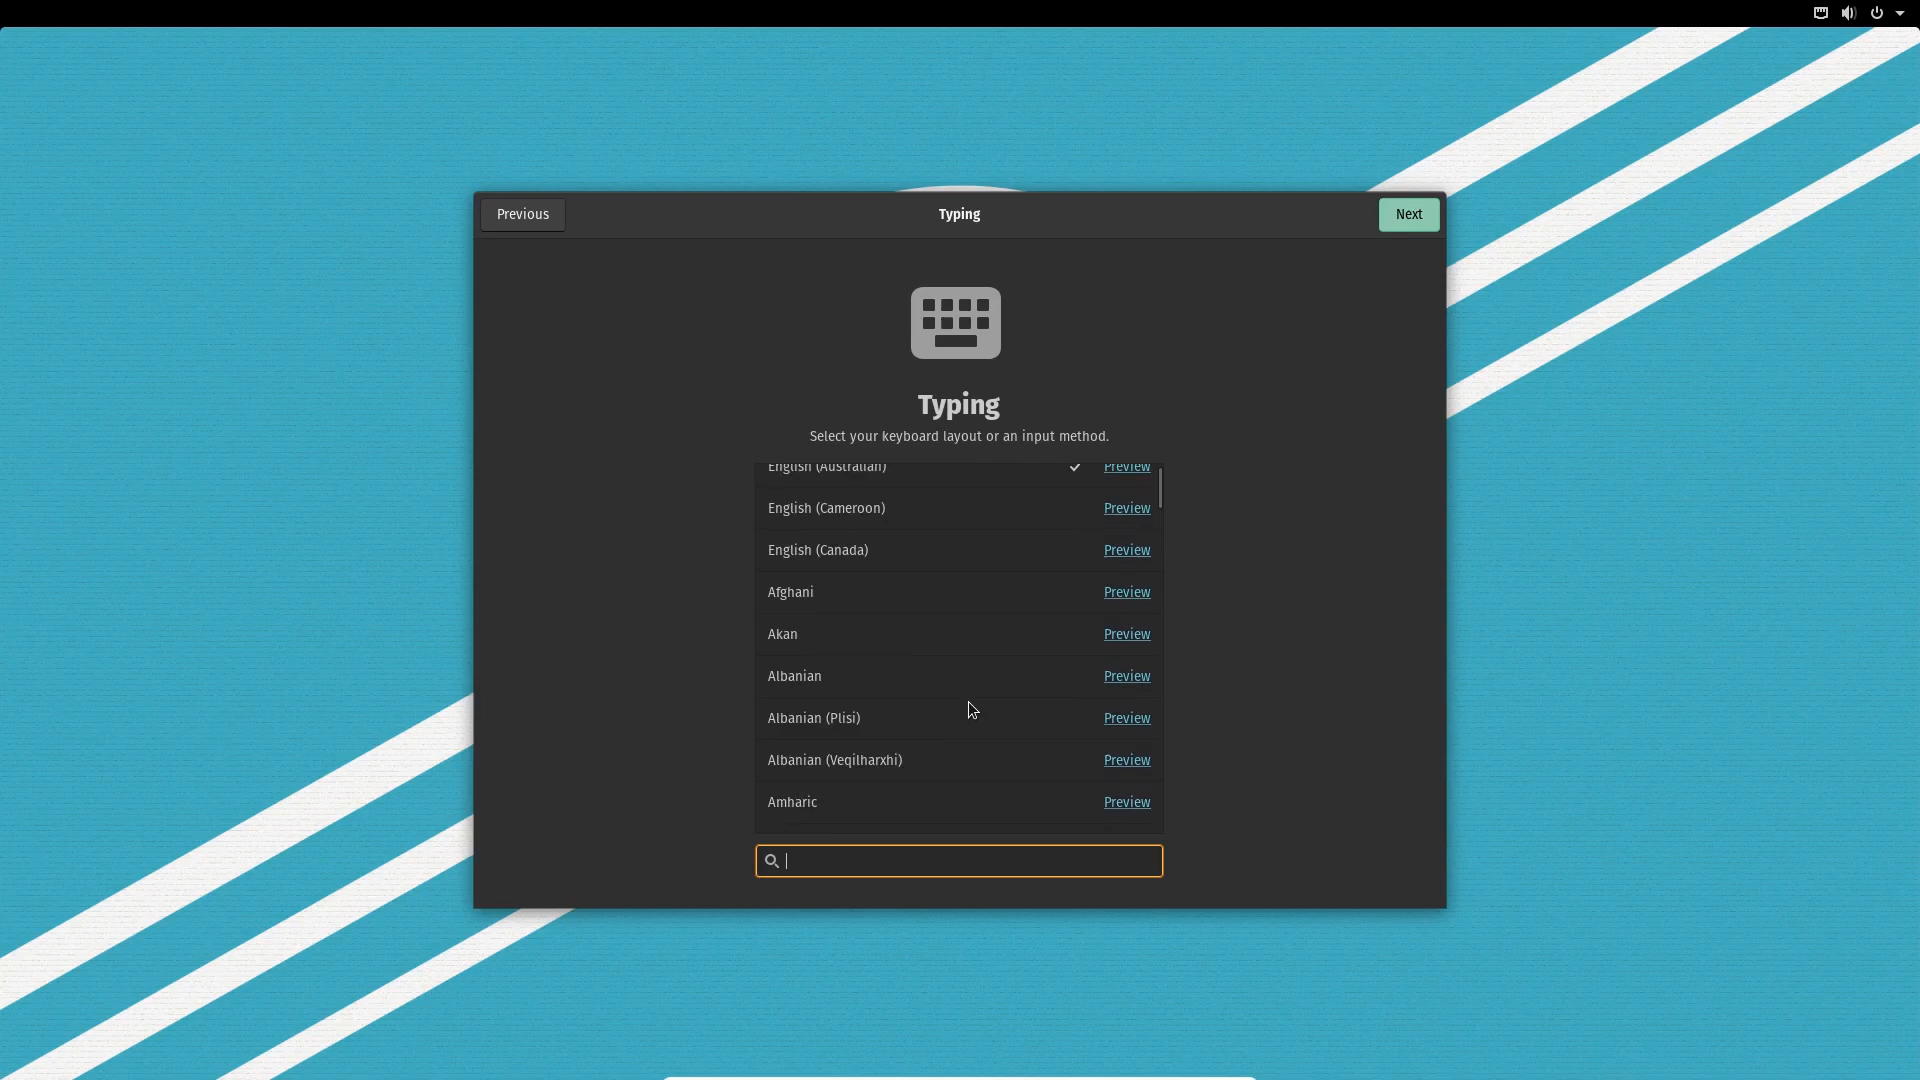 Previous
Typing
Next
Typing
Select your keyboard layout or an input method.
English (Australian) Preview
English (Cameroon) Preview
English (Canada) Preview
Afghani Preview
Akan Preview
Albanian Preview
Albanian (Plisi) Preview
Albanian (Veqilharxhi) Preview
Amharic Preview